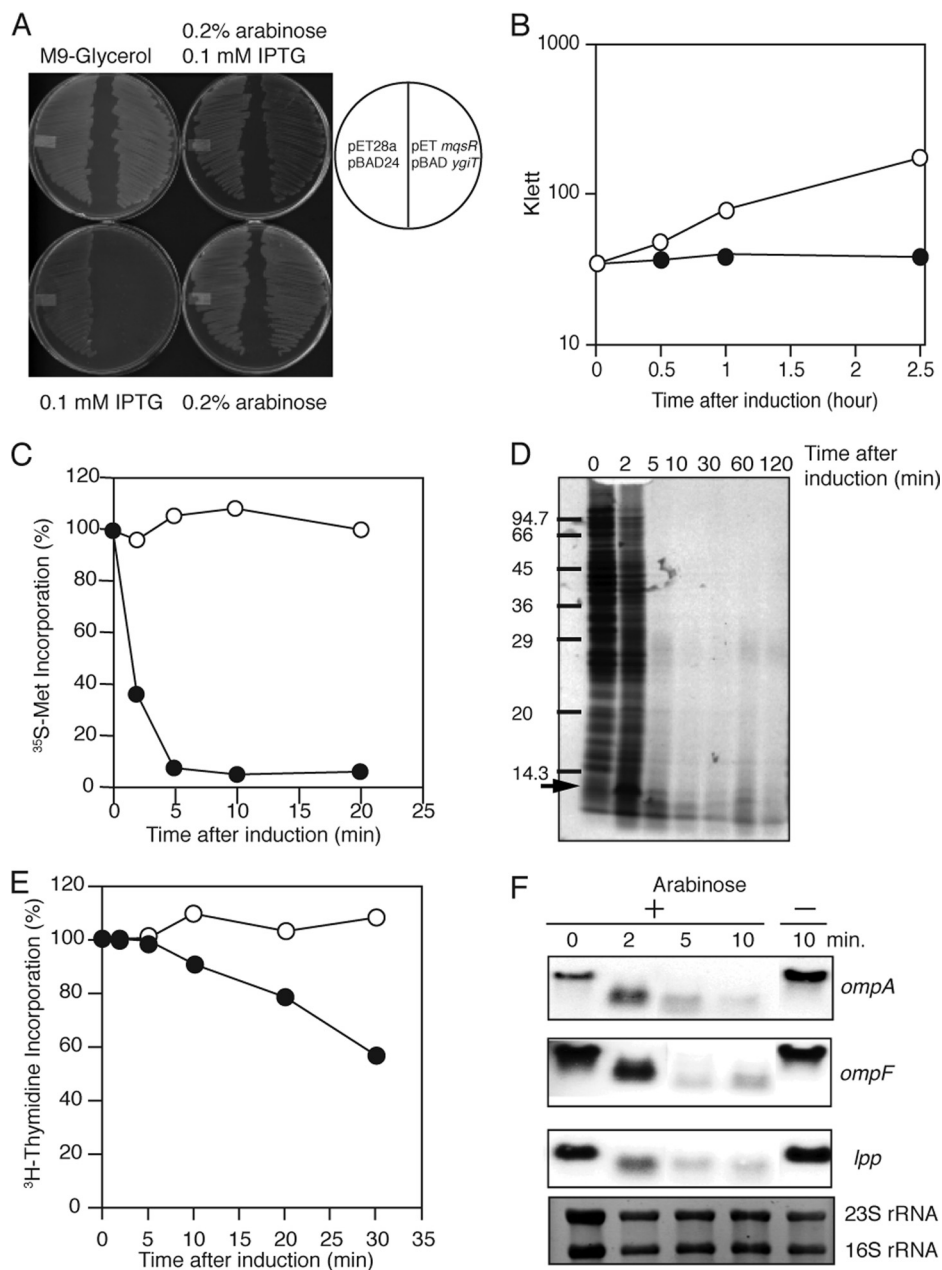 A
M9-Glycerol
0.2% arabinose
0.1 mM IPTG
pET28a
pBAD24
pET mqsR
pBAD ygiT
0.1 mM IPTG
0.2% arabinose
B
Klett
1000
100
10
0 0.5 1 1.5 2 2.5
Time after induction (hour)
C
³⁵S-Met Incorporation (%)
120
100
80
60
40
20
0
0 5 10 15 20 25
Time after induction (min)
D
0 2 5 10 30 60 120
Time after
induction (min)
94.7
66
45
36
29
20
14.3
E
³H-Thymidine Incorporation (%)
120
100
80
60
40
20
0
0 5 10 15 20 25 30 35
Time after induction (min)
F
Arabinose
+ −
0 2 5 10 10 min.
ompA
ompF
lpp
23S rRNA
16S rRNA